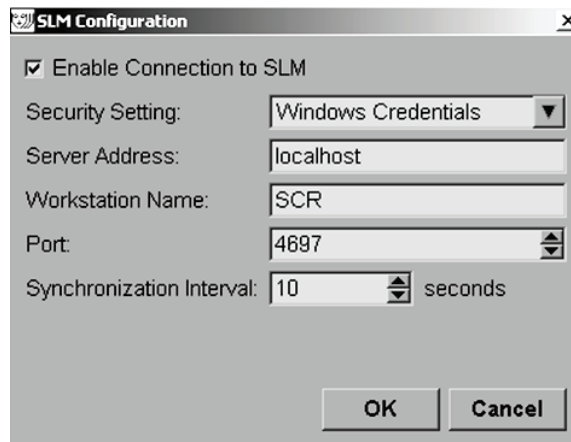 SLM Configuration
Enable Connection to SLM
Security Setting: Windows Credentials
Server Address: localhost
Workstation Name: SCR
Port: 4697
Synchronization Interval: 10 seconds
OK Cancel